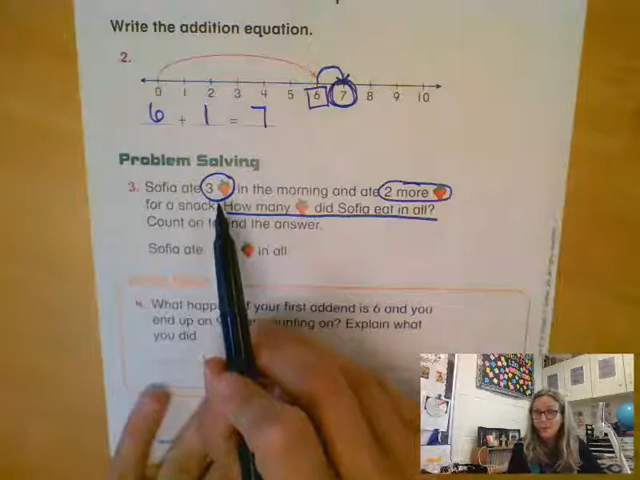 Write the addition equation.
2.
0 1 2 3 4 5 6 7 8 9 10
6 + 1 = 7
Problem Solving
3. Sofia ate 3 in the morning and ate 2 more
for a snack. How many did Sofia eat in all?
Count on to find the answer.
Sofia ate in all.
4. What happens if your first addend is 6 and you
end up on counting on? Explain what
you did